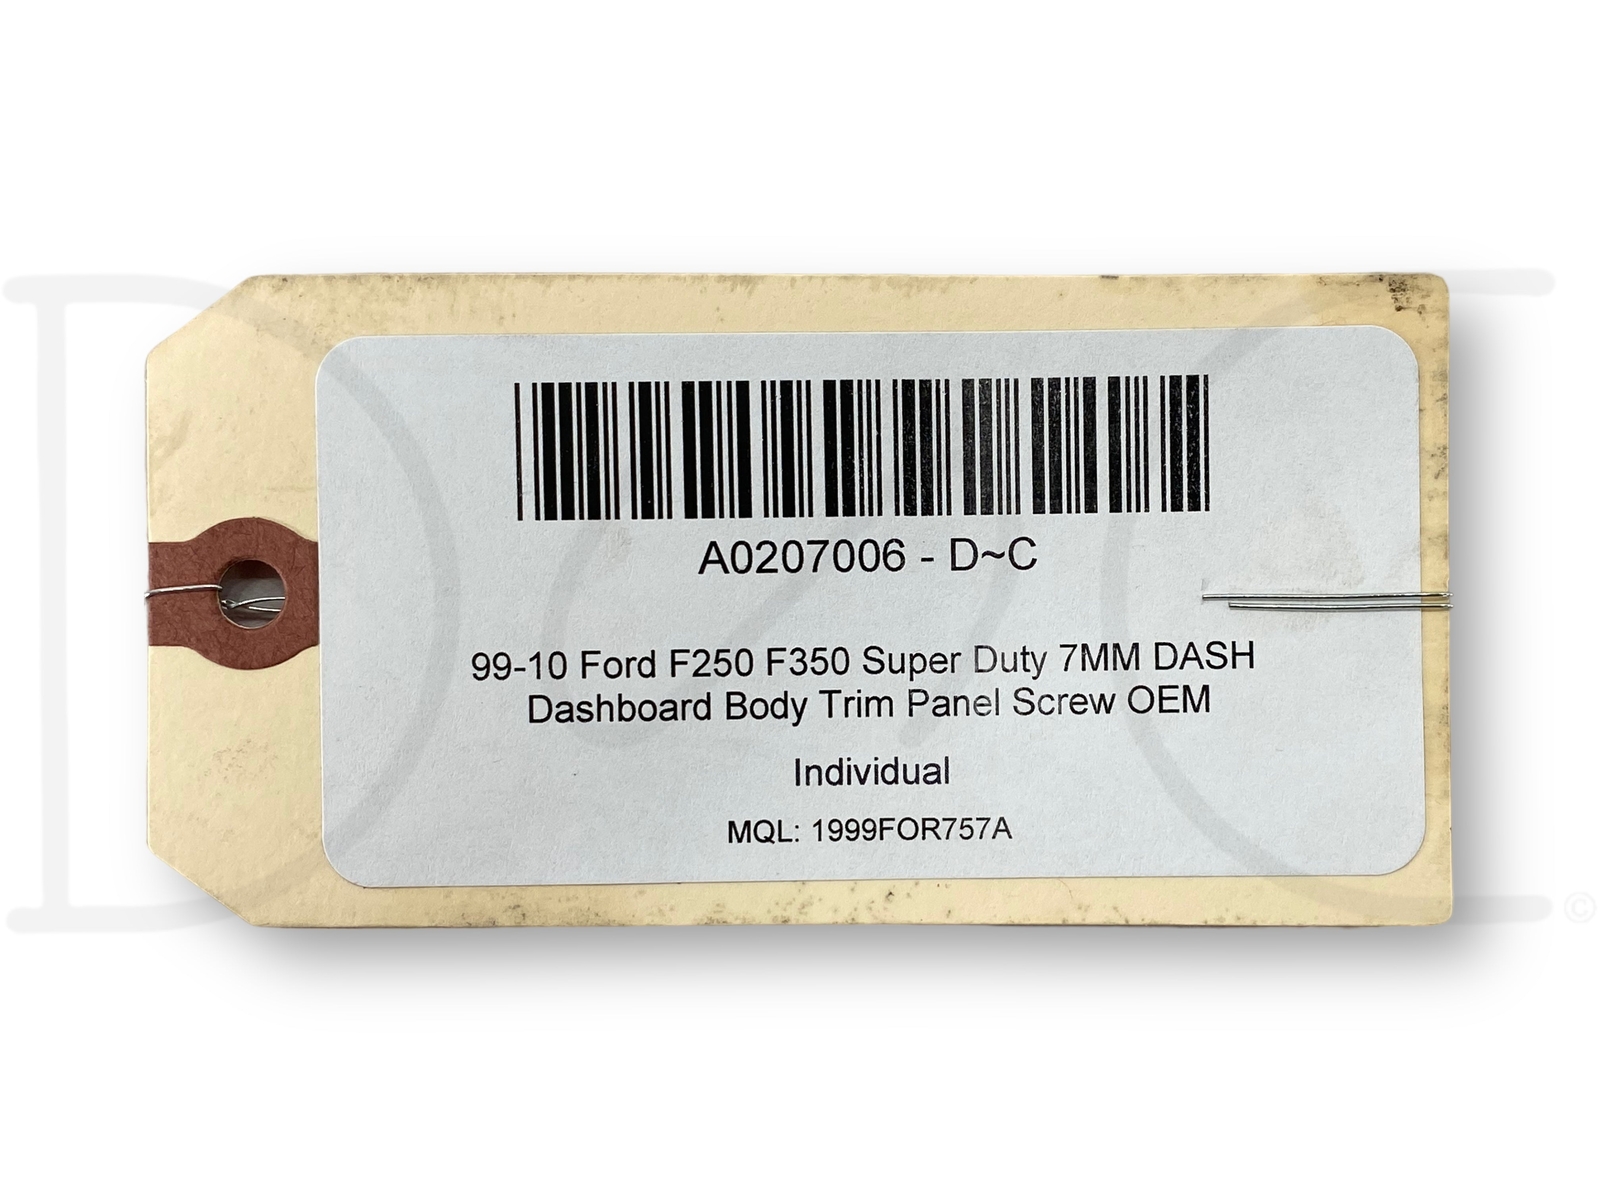 A0207006 - D~C
99-10 Ford F250 F350 Super Duty 7MM DASH
Dashboard Body Trim Panel Screw OEM
Individual
MQL: 1999FOR757A
D~C ©